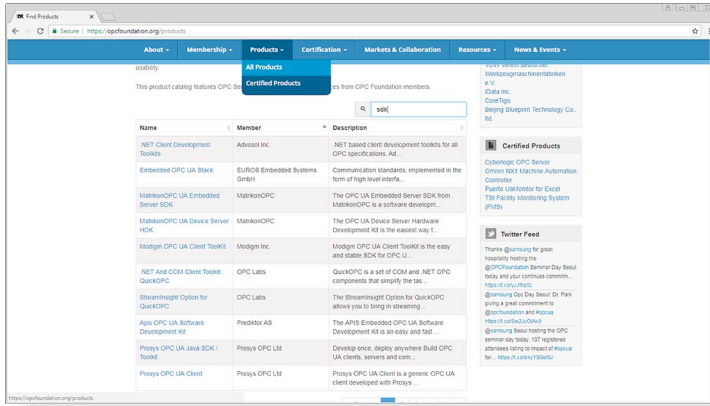 Find Products
Secure | https://opcfoundation.org/products
About Membership Products Certification Markets & Collaboration Resources News & Events
All Products
Certified Products
usability
This product catalog features OPC Se ces from OPC Foundation members.
sdk
Name Member Description
.NET Client Development Advosol Inc. .NET based client development toolkits for all
Toolkits OPC specifications. Ad...
Embedded OPC UA Stack EUROS Embedded Systems Communication standards, implemented in the
GmbH form of high level interfa...
MatrikonOPC UA Embedded MatrikonOPC The OPC UA Embedded Server SDK from
Server SDK MatrikonOPC is a software developm...
MatrikonOPC UA Device Server MatrikonOPC The OPC UA Device Server Hardware
HDK Development Kit is the easiest way t...
Modigm OPC UA Client ToolKit Modigm Inc. Modigm OPC UA Client ToolKit is the easy
and stable SDK for OPC U...
.NET And COM Client Toolkit: OPC Labs QuickOPC is a set of COM and .NET OPC
QuickOPC components that simplify the tas...
StreamInsight Option for OPC Labs The StreamInsight Option for QuickOPC
QuickOPC allows you to bring in streaming...
Apis OPC UA Software Prediktor AS The APIS Embedded OPC UA Software
Development Kit Development Kit is an easy and fast ...
Prosys OPC UA Java SDK / Prosys OPC Ltd Develop once, deploy anywhere Build OPC
Toolkit UA clients, servers and com...
Prosys OPC UA Client Prosys OPC Ltd Prosys OPC UA Client is a generic OPC UA
client developed with Prosys ...
Werkzeugmaschinenfabriken
e.V.
iData Inc.
CoreTigo
Beijing Blueprint Technology Co.,
ltd.
Certified Products
Cyberlogic OPC Server
Omron NX1 Machine Automation
Controller
Puerto UaMonitor for Excel
TSI Facility Monitoring System
(FMS)
Twitter Feed
Thanks @samsung for great
hospitality hosting the
@OPCFoundation Seminar Day Seoul
today and your continues commitm...
@samsung Opc Day Seoul: Dr. Park
giving a great commitment to
@opcfoundation and #opcua
@samsung Seoul hosting the OPC
seminar day today. 107 registered
attendees listing to impact of #opcua
for...
https://opcfoundation.org/products